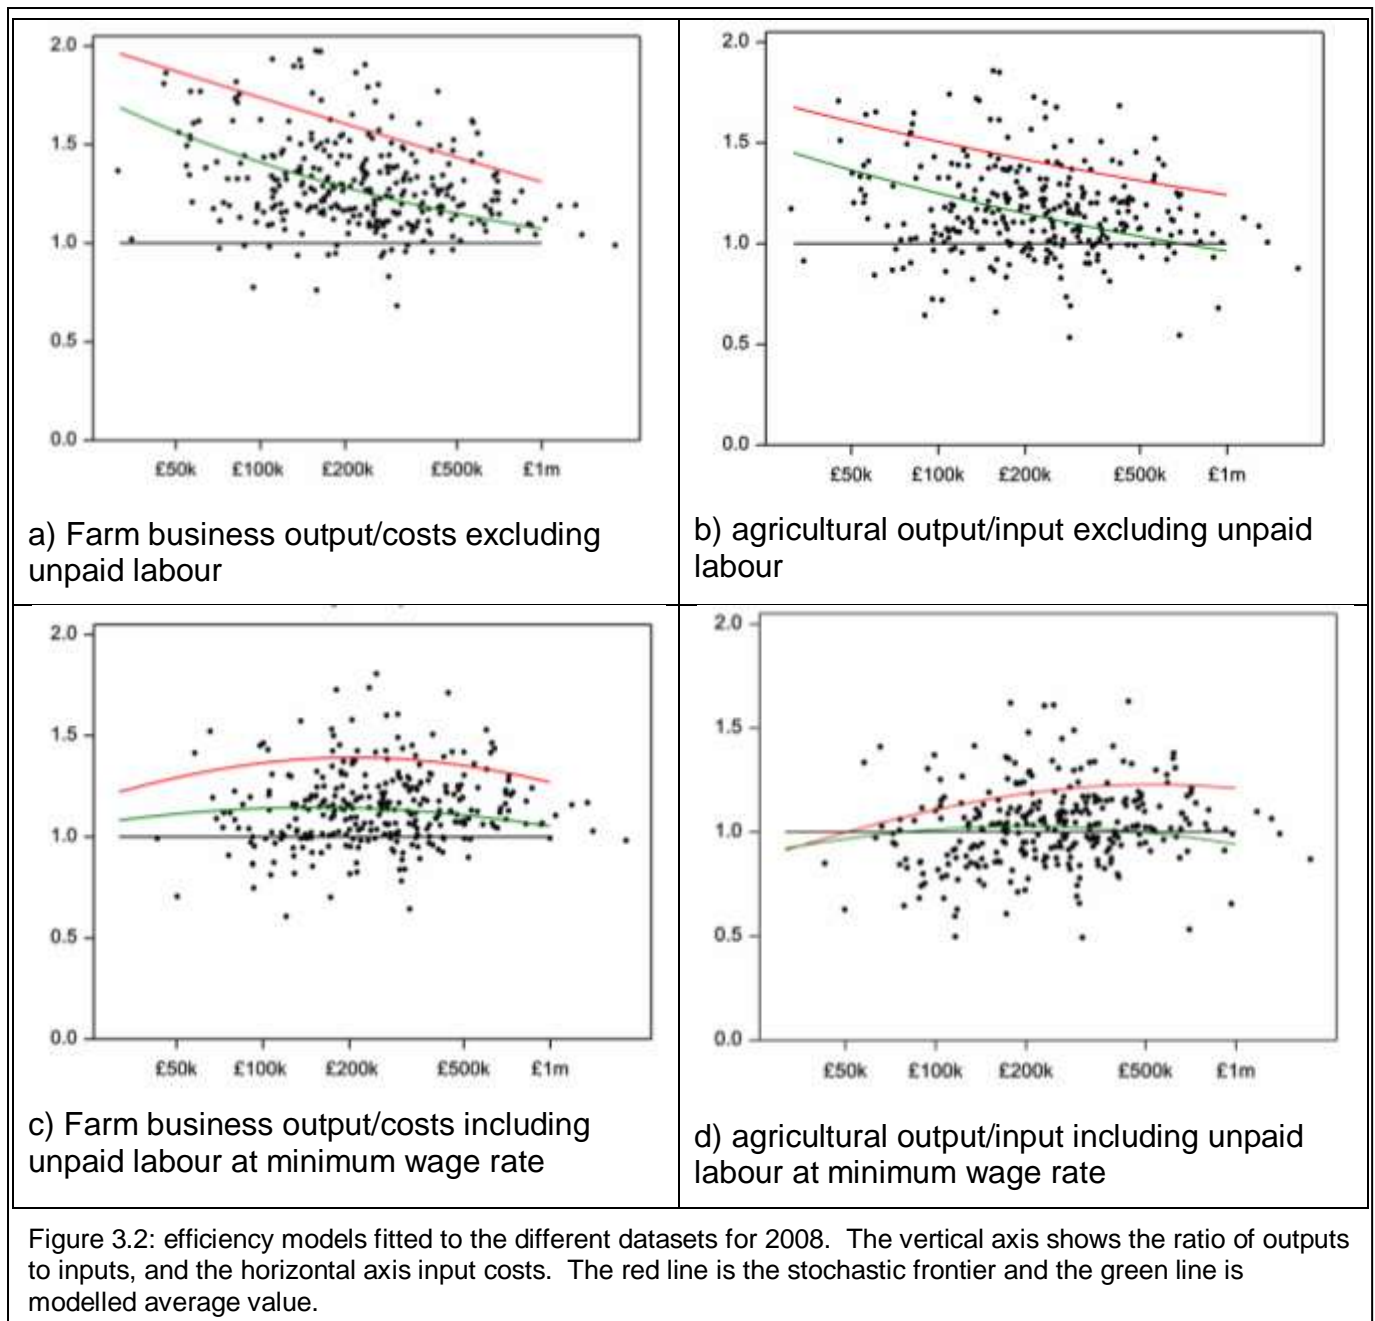 2.0
1.5
1.0
0.5
0.0
£50k £100k £200k £500k £1m
a) Farm business output/costs excluding
unpaid labour
2.0
1.5
1.0
0.5
0.0
£50k £100k £200k £500k £1m
b) agricultural output/input excluding unpaid
labour
2.0
1.5
1.0
0.5
0.0
£50k £100k £200k £500k £1m
c) Farm business output/costs including
unpaid labour at minimum wage rate
2.0
1.5
1.0
0.5
0.0
£50k £100k £200k £500k £1m
d) agricultural output/input including unpaid
labour at minimum wage rate
Figure 3.2: efficiency models fitted to the different datasets for 2008.  The vertical axis shows the ratio of outputs
to inputs, and the horizontal axis input costs.  The red line is the stochastic frontier and the green line is
modelled average value.